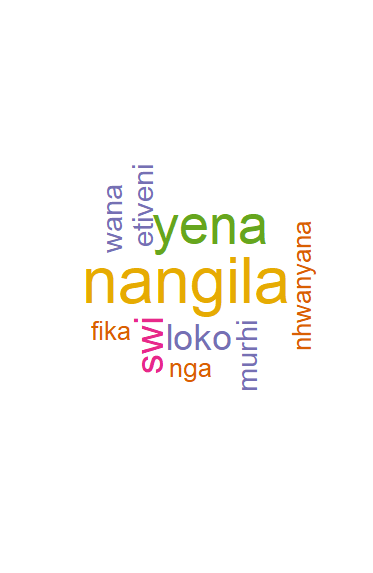 wana
etiveni
yena
nangila
nhwanyana
fika
swi
loko
nga
murhi